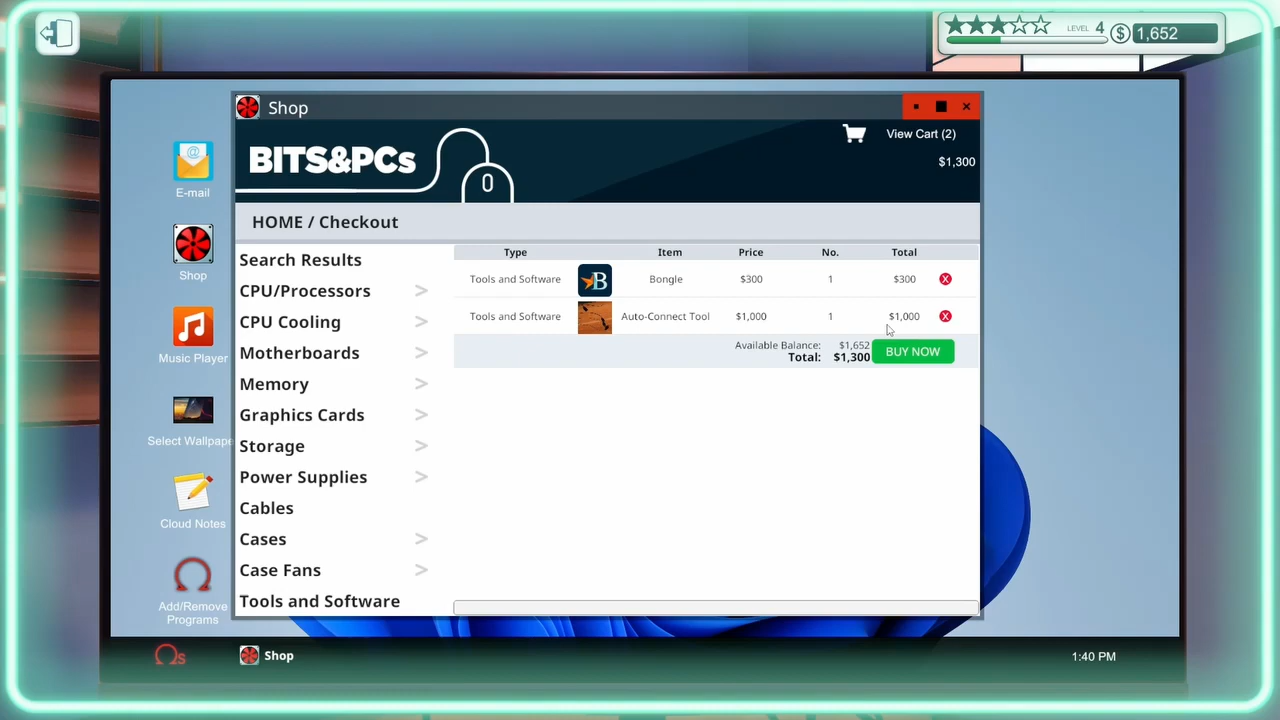 LEVEL 4 $ 1,652
Shop
BITS&PCs
View Cart (2)
$1,300
HOME / Checkout
E-mail
Shop
Music Player
Select Wallpape
Cloud Notes
Add/Remove
Programs
Search Results
CPU/Processors >
CPU Cooling >
Motherboards >
Memory >
Graphics Cards >
Storage >
Power Supplies >
Cables
Cases >
Case Fans >
Tools and Software
Type Item Price No. Total
Tools and Software B Bongle $300 1 $300
Tools and Software Auto-Connect Tool $1,000 1 $1,000
Available Balance: $1,652
Total: $1,300
BUY NOW
Ωs Shop 1:40 PM